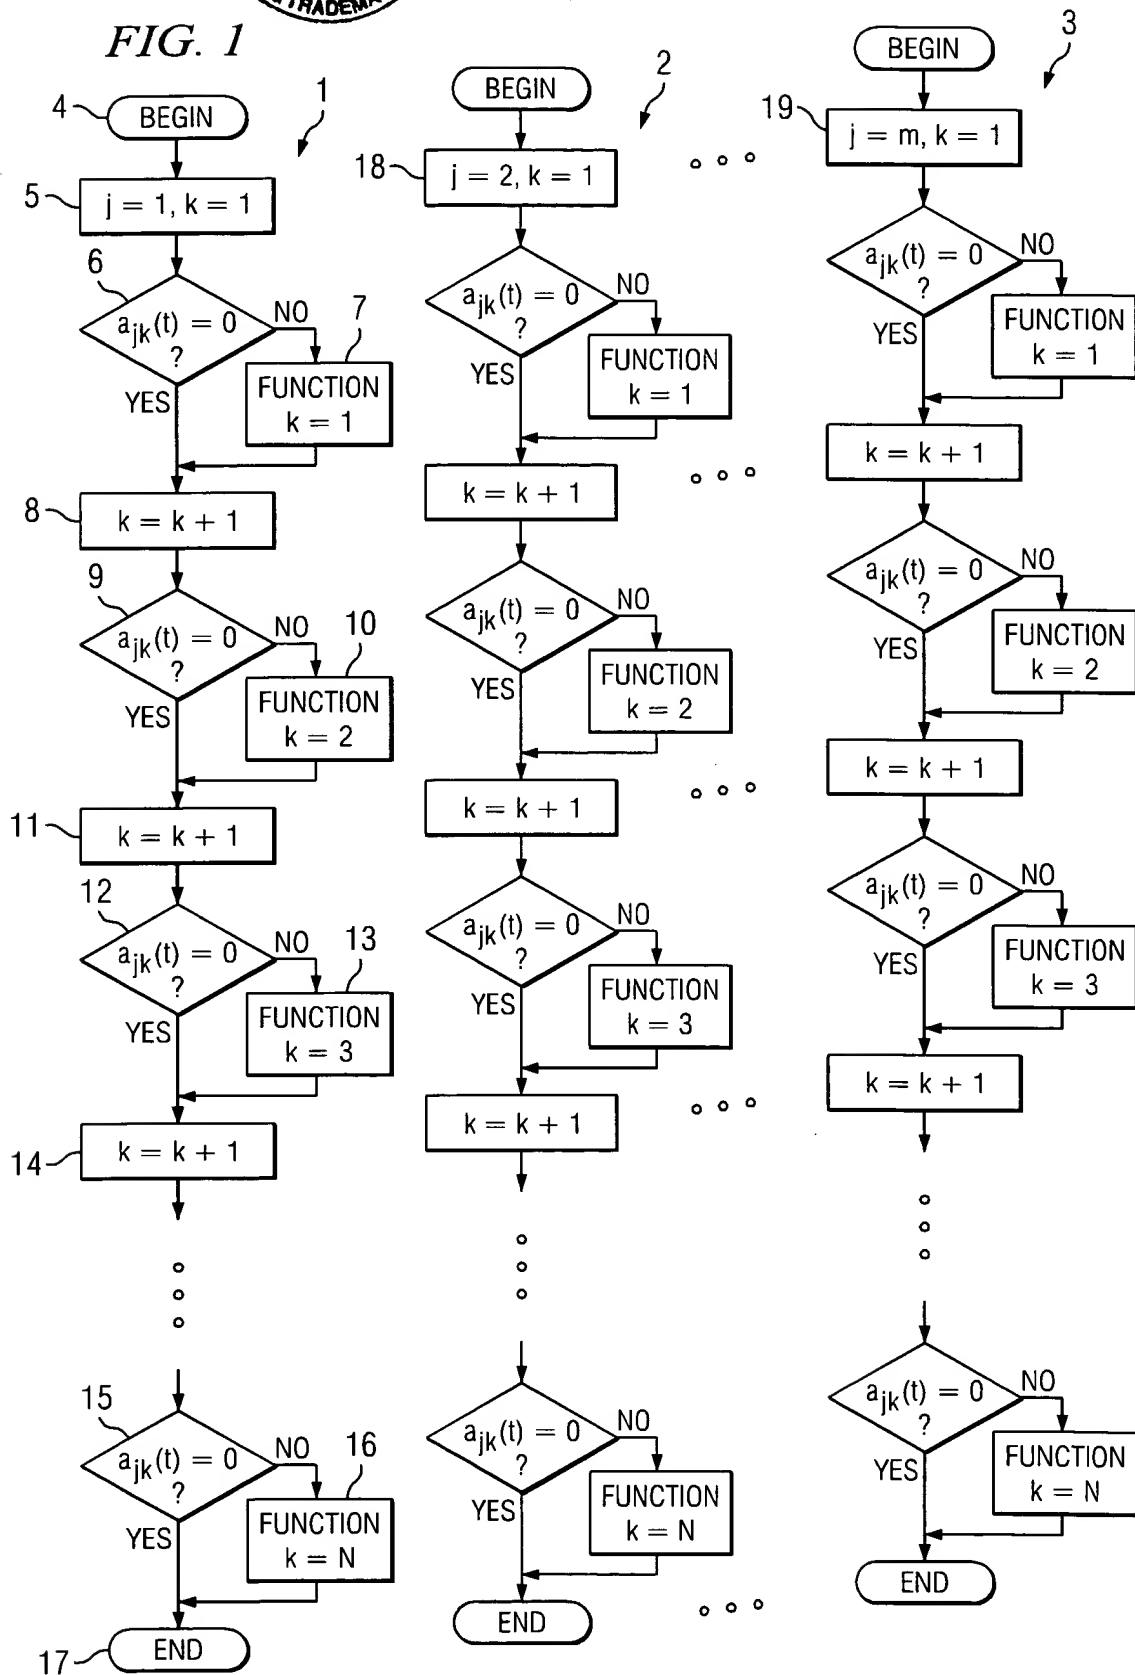 TRADEMA
FIG. 1
1
4
BEGIN
5
j = 1, k = 1
6
a_jk(t) = 0
?
NO
YES
7
FUNCTION
k = 1
8
k = k + 1
9
a_jk(t) = 0
?
NO
YES
10
FUNCTION
k = 2
11
k = k + 1
12
a_jk(t) = 0
?
NO
YES
13
FUNCTION
k = 3
14
k = k + 1
15
a_jk(t) = 0
?
NO
YES
16
FUNCTION
k = N
17
END
2
BEGIN
18
j = 2, k = 1
a_jk(t) = 0
?
NO
YES
FUNCTION
k = 1
k = k + 1
a_jk(t) = 0
?
NO
YES
FUNCTION
k = 2
k = k + 1
a_jk(t) = 0
?
NO
YES
FUNCTION
k = 3
k = k + 1
a_jk(t) = 0
?
NO
YES
FUNCTION
k = N
END
3
BEGIN
19
j = m, k = 1
a_jk(t) = 0
?
NO
YES
FUNCTION
k = 1
k = k + 1
a_jk(t) = 0
?
NO
YES
FUNCTION
k = 2
k = k + 1
a_jk(t) = 0
?
NO
YES
FUNCTION
k = 3
k = k + 1
a_jk(t) = 0
?
NO
YES
FUNCTION
k = N
END